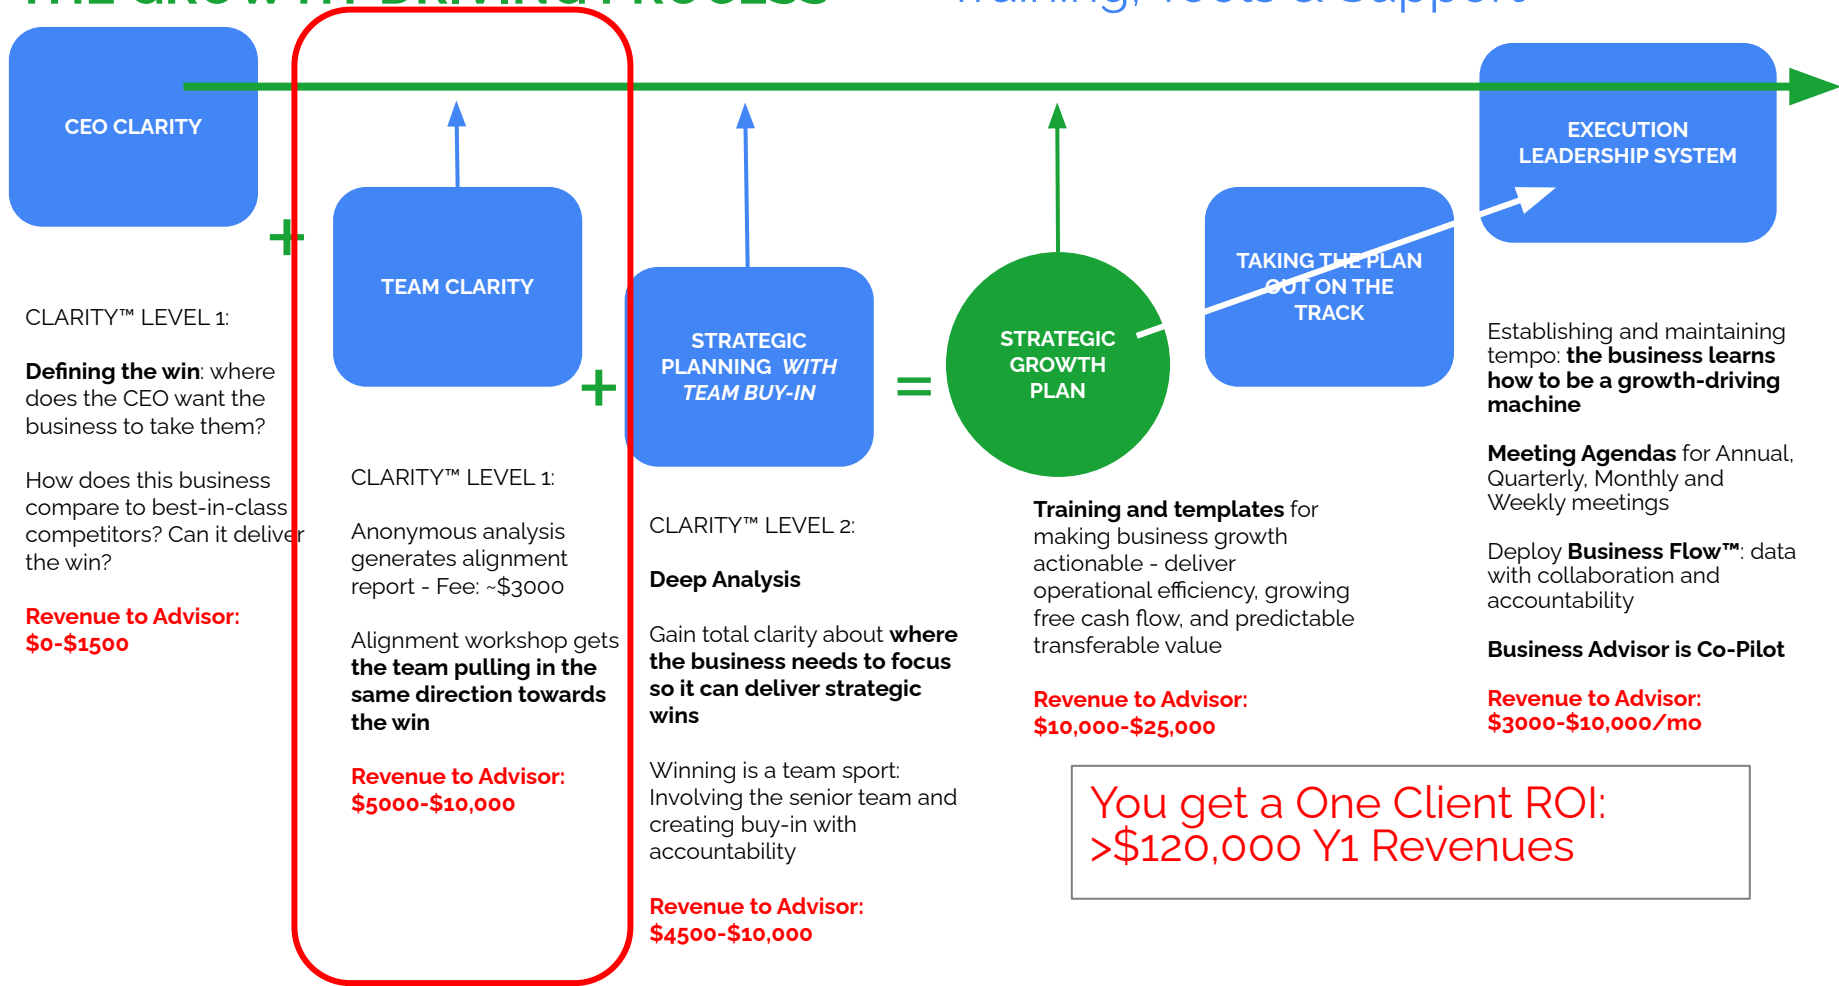 THE GROWTH-DRIVING PROCESS
Training, Tools & Support
CEO CLARITY
CLARITY™ LEVEL 1:
Defining the win: where
does the CEO want the
business to take them?
How does this business
compare to best-in-class
competitors? Can it deliver
the win?
Revenue to Advisor:
$0-$1500
+
TEAM CLARITY
CLARITY™ LEVEL 1:
Anonymous analysis
generates alignment
report - Fee: ~$3000
Alignment workshop gets
the team pulling in the
same direction towards
the win
Revenue to Advisor:
$5000-$10,000
+
STRATEGIC
PLANNING WITH
TEAM BUY-IN
CLARITY™ LEVEL 2:
Deep Analysis
Gain total clarity about where
the business needs to focus
so it can deliver strategic
wins
Winning is a team sport:
Involving the senior team and
creating buy-in with
accountability
Revenue to Advisor:
$4500-$10,000
=
STRATEGIC
GROWTH
PLAN
TAKING THE PLAN
OUT ON THE
TRACK
Training and templates for
making business growth
actionable - deliver
operational efficiency, growing
free cash flow, and predictable
transferable value
Revenue to Advisor:
$10,000-$25,000
EXECUTION
LEADERSHIP SYSTEM
Establishing and maintaining
tempo: the business learns
how to be a growth-driving
machine
Meeting Agendas for Annual,
Quarterly, Monthly and
Weekly meetings
Deploy Business Flow™: data
with collaboration and
accountability
Business Advisor is Co-Pilot
Revenue to Advisor:
$3000-$10,000/mo
You get a One Client ROI:
>$120,000 Y1 Revenues